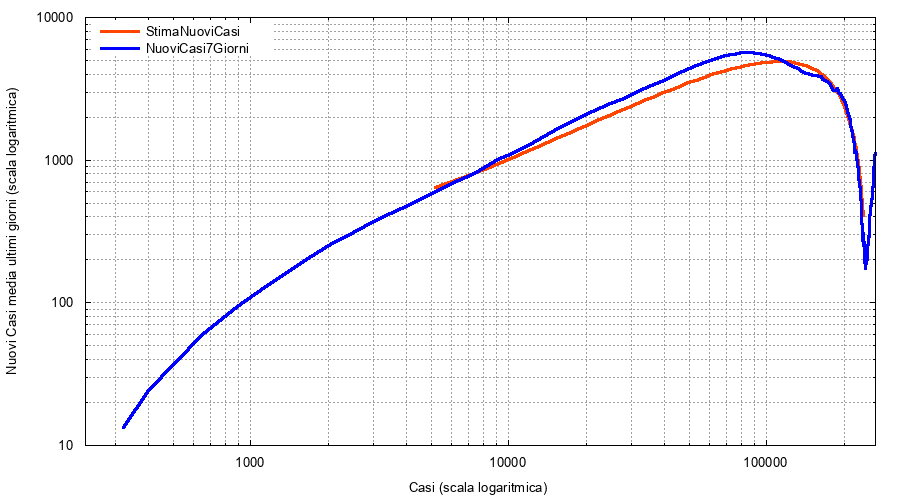 10000
1000
100
10
StimaNuoviCasi
NuoviCasi7Giorni
Nuovi Casi media ultimi giorni (scala logaritmica)
1000
10000
100000
Casi (scala logaritmica)